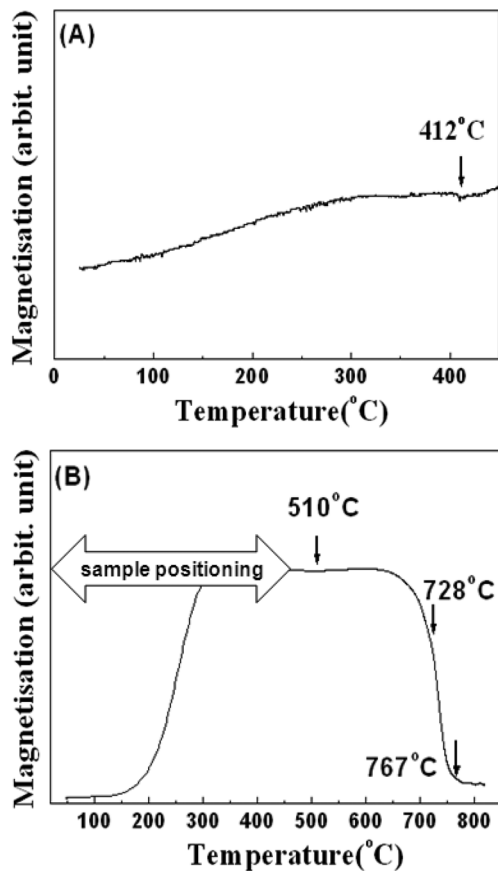 (A)
Magnetisation (arbit. unit)
412°C
0 100 200 300 400
Temperature(°C)
(B)
Magnetisation (arbit. unit)
510°C
sample positioning
728°C
767°C
100 200 300 400 500 600 700 800
Temperature(°C)